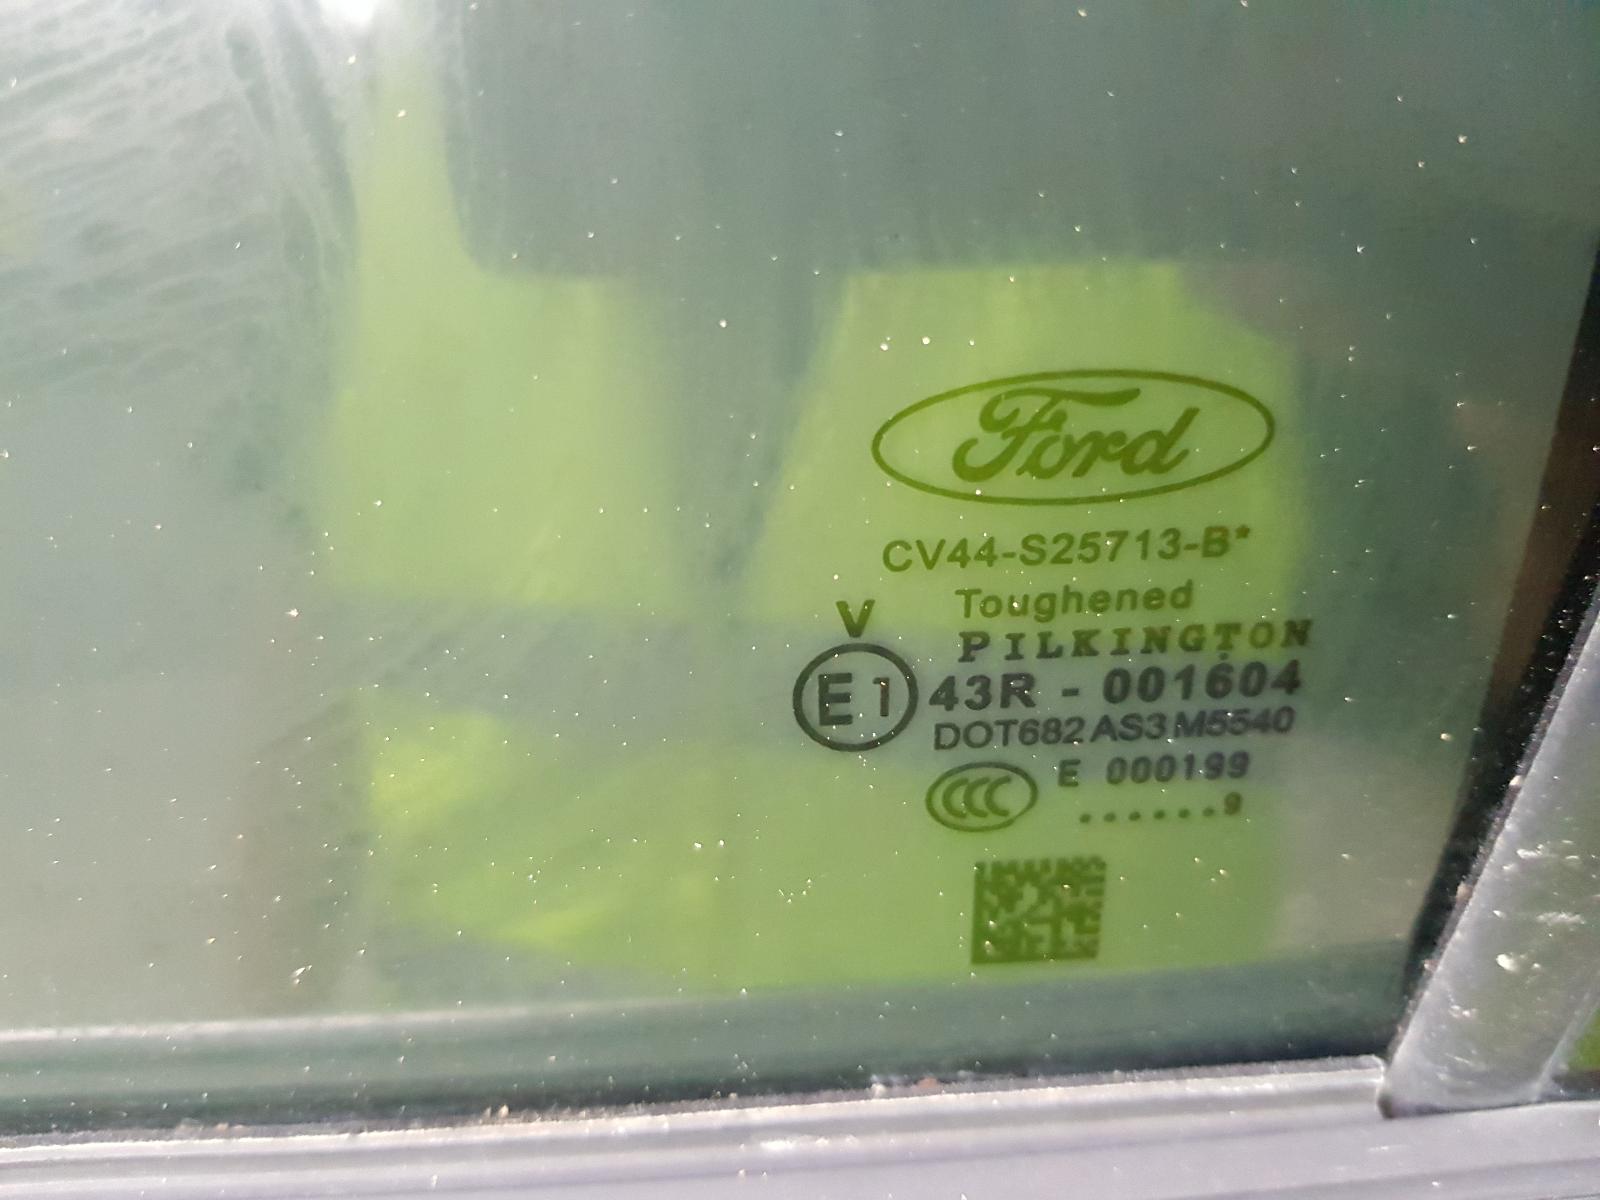 Ford
CV44-S25713-B*
Toughened
V
PILKINGTON
E1 43R - 001604
DOT682 AS3 M5540
CCC E 000199
.......9